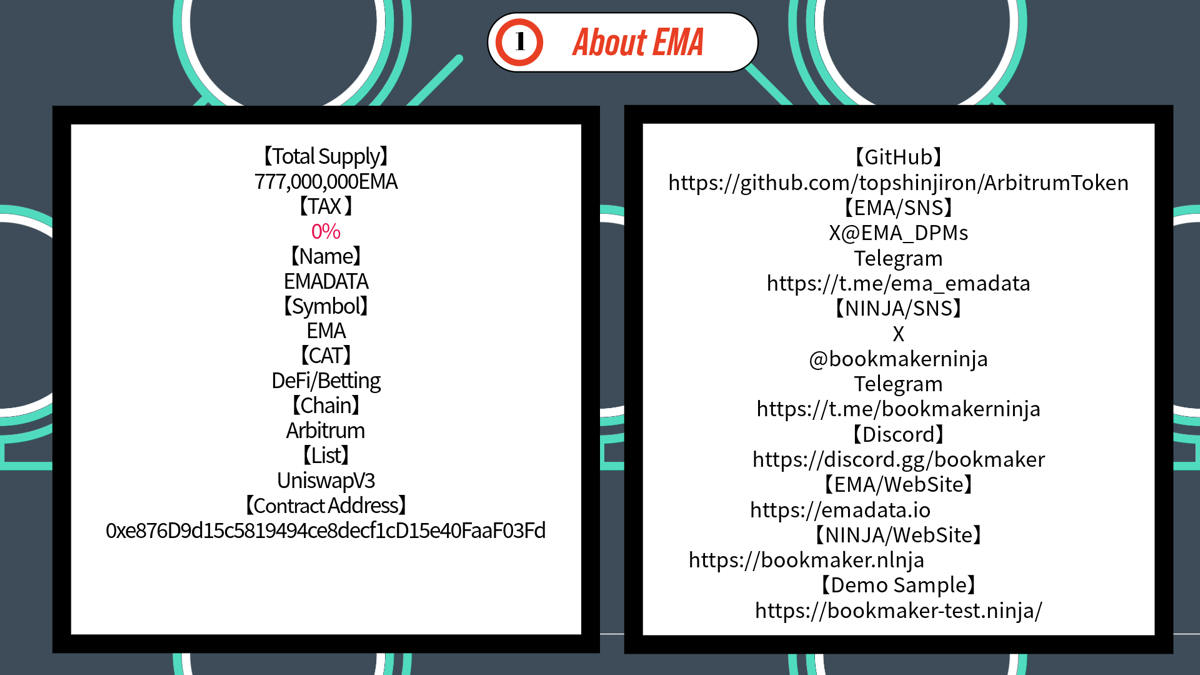 1
About EMA
【Total Supply】
777,000,000EMA
【TAX 】
0%
【Name】
EMADATA
【Symbol】
EMA
【CAT】
DeFi/Betting
【Chain】
Arbitrum
【List】
UniswapV3
【Contract Address】
0xe876D9d15c5819494ce8decf1cD15e40FaaF03Fd
【GitHub】
https://github.com/topshinjiron/ArbitrumToken
【EMA/SNS】
X@EMA_DPMs
Telegram
https://t.me/ema_emadata
【NINJA/SNS】
X
@bookmakerninja
Telegram
https://t.me/bookmakerninja
【Discord】
https://discord.gg/bookmaker
【EMA/WebSite】
https://emadata.io
【NINJA/WebSite】
https://bookmaker.nlnja
【Demo Sample】
https://bookmaker-test.ninja/